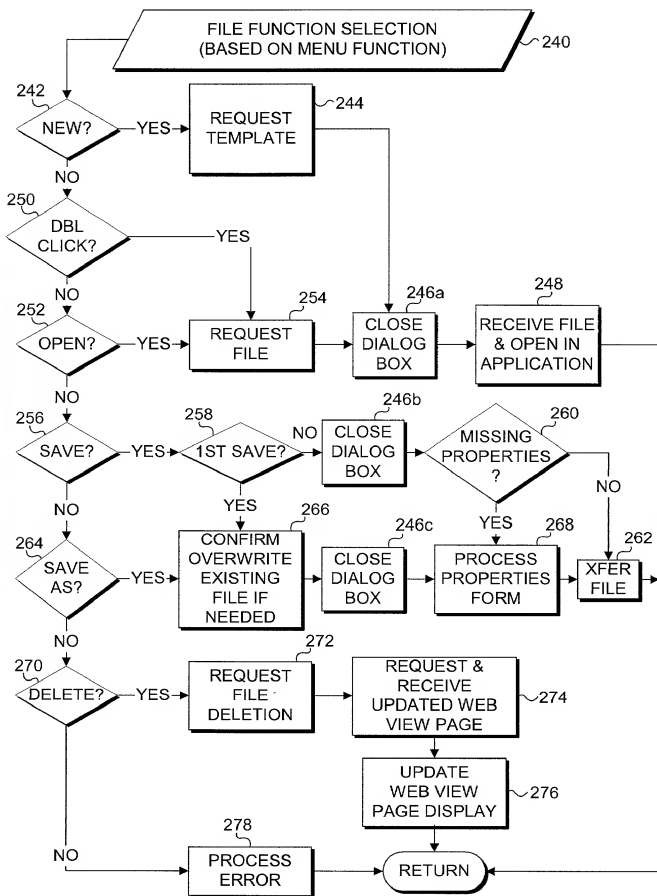 FILE FUNCTION SELECTION
(BASED ON MENU FUNCTION)
240
242
NEW?
YES
REQUEST
TEMPLATE
244
NO
250
DBL
CLICK?
YES
NO
252
OPEN?
YES
254
REQUEST
FILE
246a
CLOSE
DIALOG
BOX
248
RECEIVE FILE
& OPEN IN
APPLICATION
NO
256
SAVE?
YES
258
1ST SAVE?
NO
246b
CLOSE
DIALOG
BOX
260
MISSING
PROPERTIES
?
NO
YES
YES
NO
264
SAVE
AS?
YES
266
CONFIRM
OVERWRITE
EXISTING
FILE IF
NEEDED
246c
CLOSE
DIALOG
BOX
268
PROCESS
PROPERTIES
FORM
262
XFER
FILE
NO
270
DELETE?
YES
272
REQUEST
FILE
DELETION
REQUEST &
RECEIVE
UPDATED WEB
VIEW PAGE
274
UPDATE
WEB VIEW
PAGE DISPLAY
276
NO
278
PROCESS
ERROR
RETURN